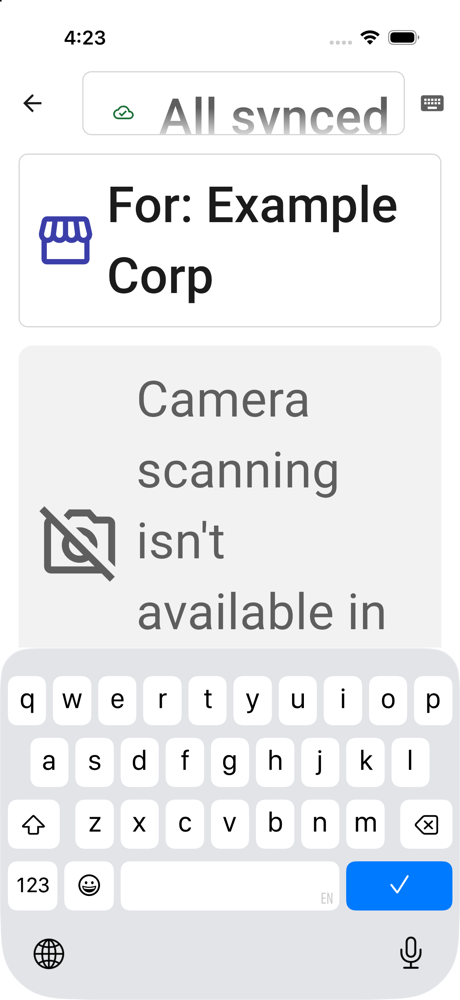 4:23
All synced
For: Example
Corp
Camera
scanning
isn't
available in
q w e r t y u i o p
a s d f g h j k l
z x c v b n m
123
EN